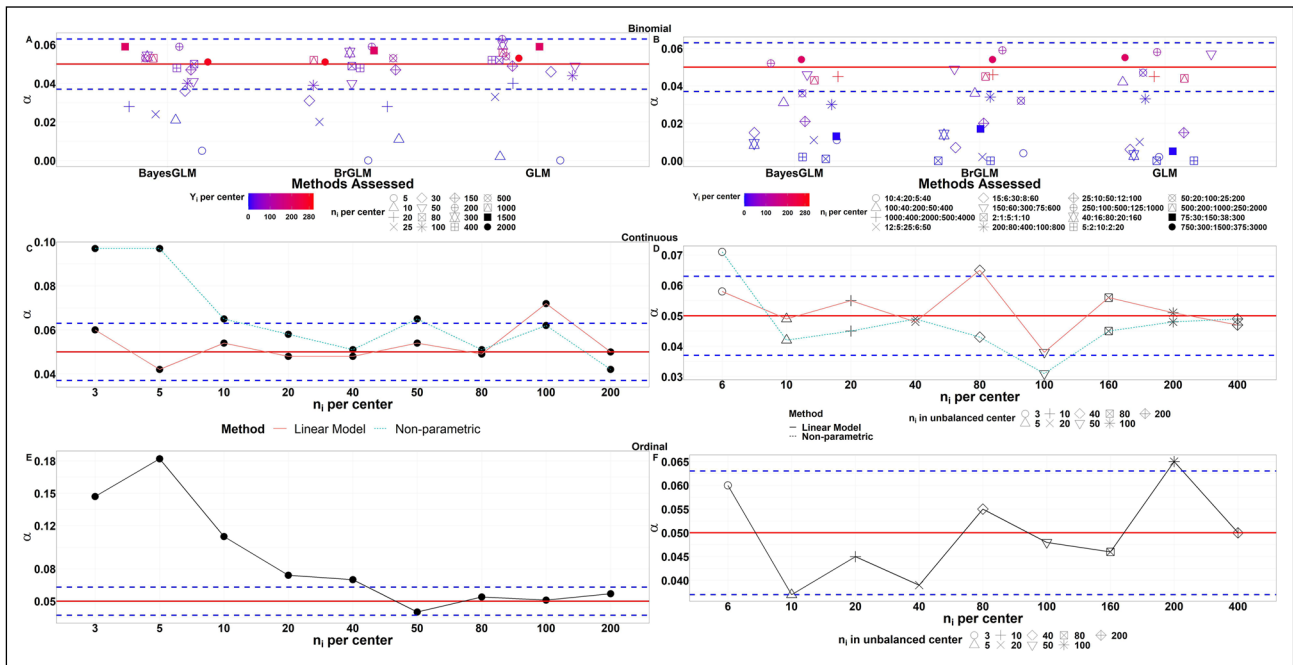 Binomial
A
0.06
0.04
0.02
0.00
α
BayesGLM
BrGLM
GLM
Methods Assessed
Yi per center
0 50 100 200 280
ni per center
5 30 150 500
10 50 200 1000
20 80 300 1500
25 100 400 2000
B
0.06
0.04
0.02
0.00
α
BayesGLM
BrGLM
GLM
Methods Assessed
Yi per center
0 50 100 200 280
ni per center
10:4:20:5:40 15:6:30:8:60 25:10:50:12:100 50:20:100:25:200
100:40:200:50:400 150:60:300:75:600 250:100:500:125:1000 500:200:1000:250:2000
1000:400:2000:500:4000 2:1:5:1:10 40:16:80:20:160 75:30:150:38:300
12:5:25:6:50 200:80:400:100:800 5:2:10:2:20 750:300:1500:375:3000
Continuous
C
0.10
0.08
0.06
0.04
α
3 5 10 20 40 50 80 100 200
ni per center
Method Linear Model Non-parametric
D
0.07
0.06
0.05
0.04
0.03
α
6 10 20 40 80 100 160 200 400
ni per center
Method
Linear Model
Non-parametric
ni in unbalanced center
3 10 40 80 200
5 20 50 100
Ordinal
E
0.18
0.15
0.12
0.08
0.05
α
3 5 10 20 40 50 80 100 200
ni per center
F
0.065
0.060
0.055
0.050
0.045
0.040
α
6 10 20 40 80 100 160 200 400
ni per center
ni in unbalanced center
3 10 40 80 200
5 20 50 100